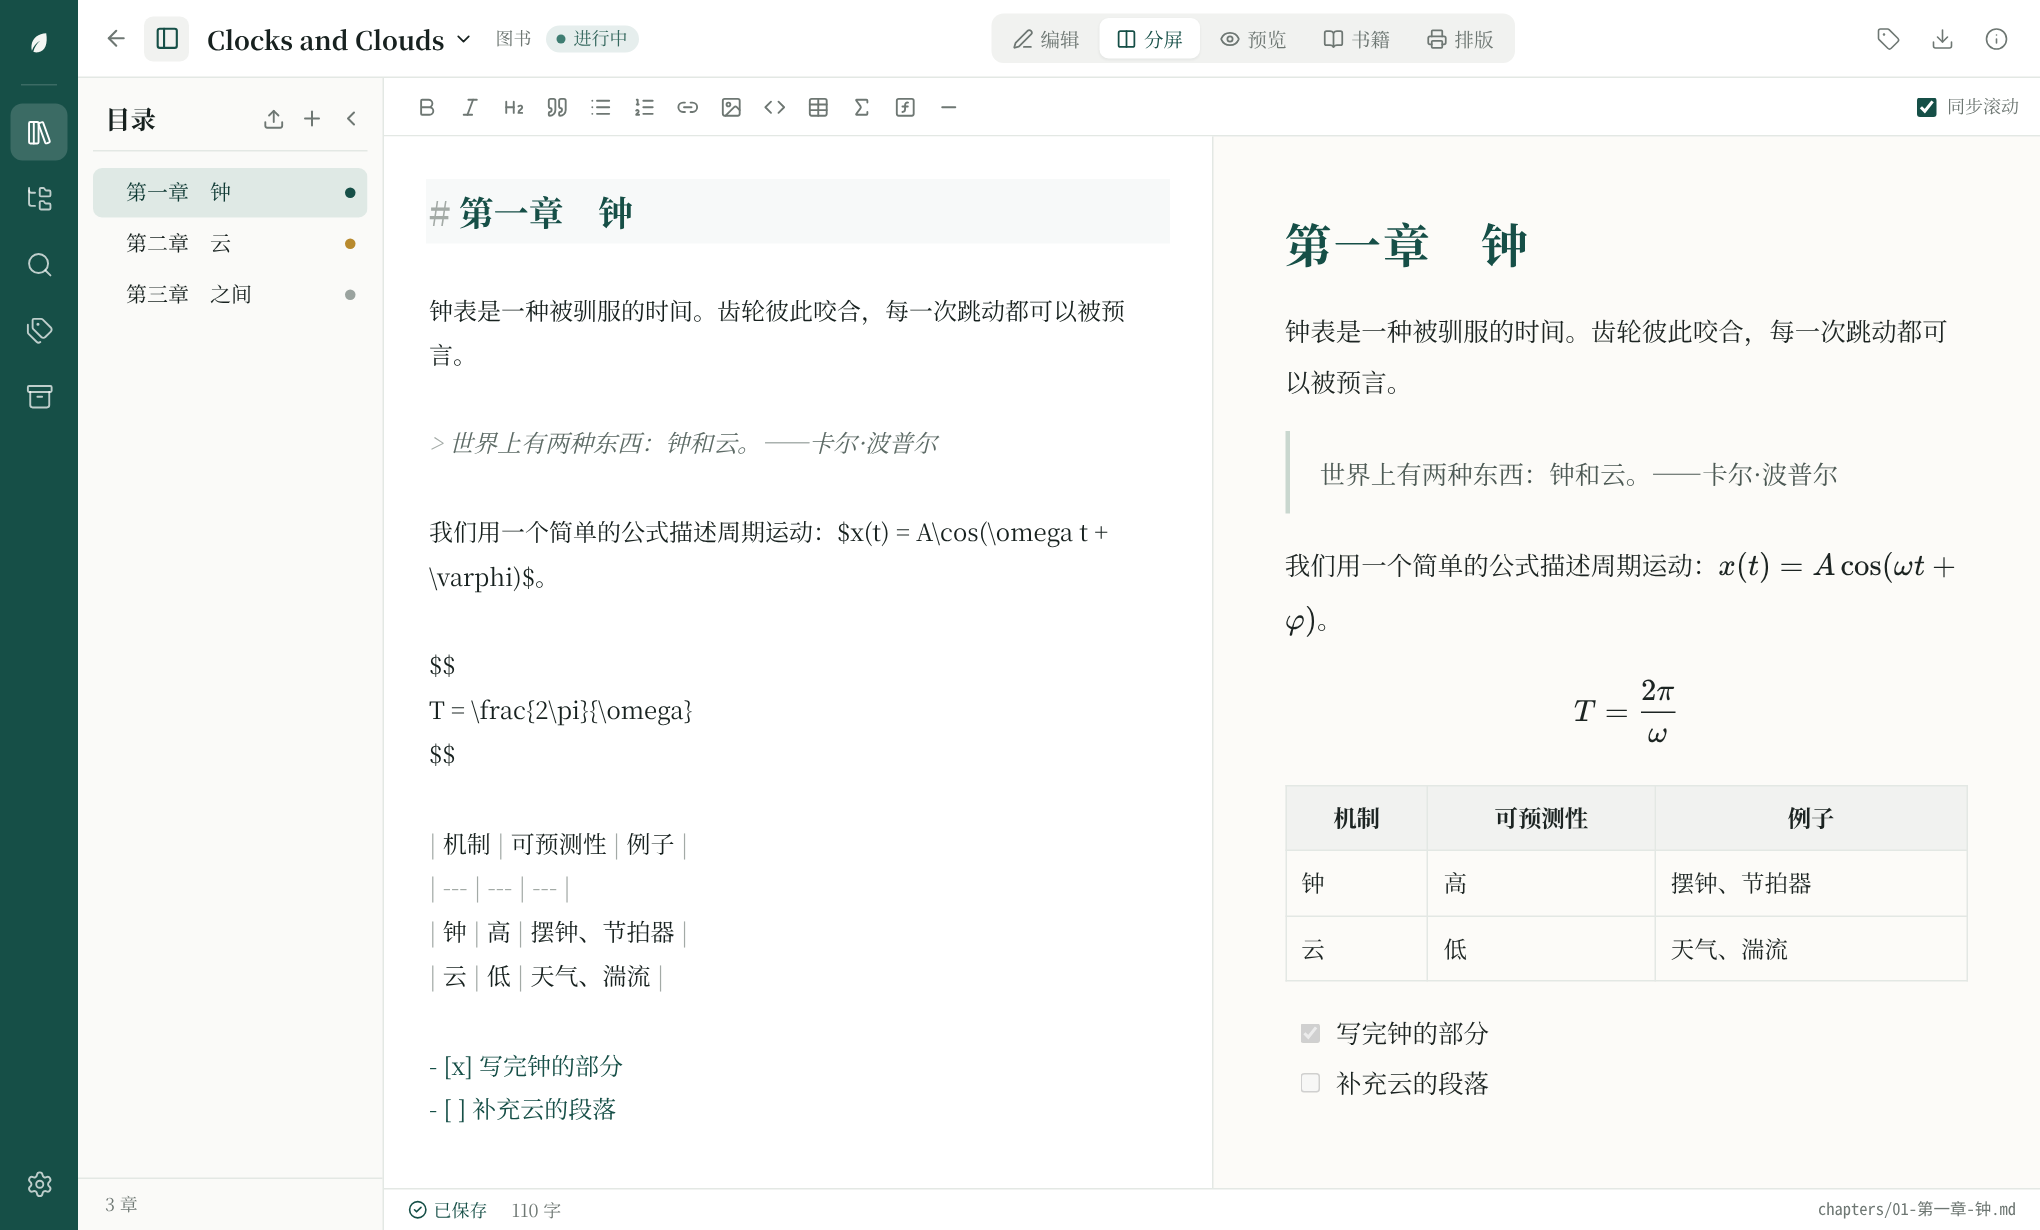 Clocks and Clouds 图书 进行中
编辑 分屏 预览 书籍 排版
目录
第一章　钟
第二章　云
第三章　之间
3 章
同步滚动
# 第一章　钟
钟表是一种被驯服的时间。齿轮彼此咬合，每一次跳动都可以被预
言。
> 世界上有两种东西：钟和云。——卡尔·波普尔
我们用一个简单的公式描述周期运动：$x(t) = A\cos(\omega t +
\varphi)$。
$$
T = \frac{2\pi}{\omega}
$$
| 机制 | 可预测性 | 例子 |
| --- | --- | --- |
| 钟 | 高 | 摆钟、节拍器 |
| 云 | 低 | 天气、湍流 |
- [x] 写完钟的部分
- [ ] 补充云的段落
第一章　钟
钟表是一种被驯服的时间。齿轮彼此咬合，每一次跳动都可
以被预言。
世界上有两种东西：钟和云。——卡尔·波普尔
我们用一个简单的公式描述周期运动：x(t) = A cos(ωt +
φ)。
T = 2π/ω
机制 可预测性 例子
钟 高 摆钟、节拍器
云 低 天气、湍流
写完钟的部分
补充云的段落
已保存 110 字
chapters/01-第一章-钟.md